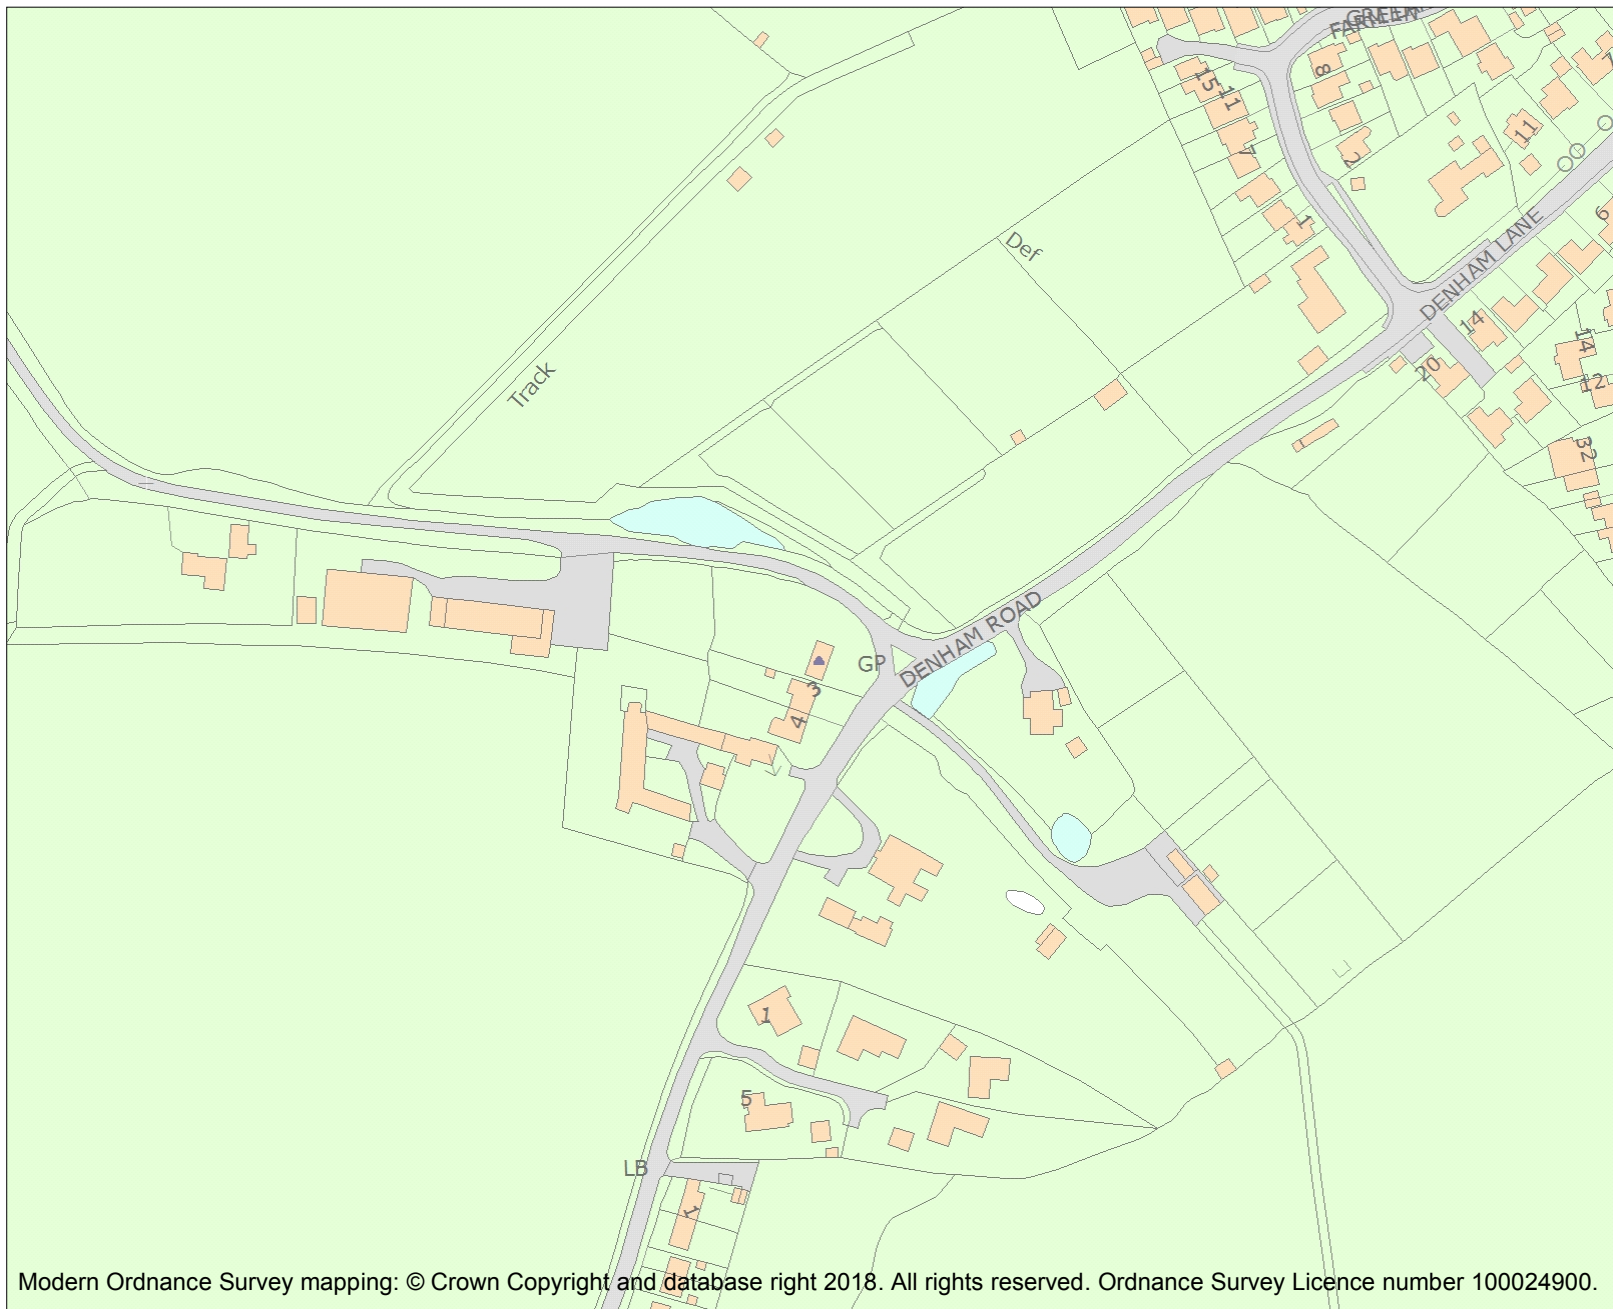 8
15
11
7
2
11
1
6
DENHAM LANE
Def
14
14
20
12
Track
32
DENHAM ROAD
GP
3
4
1
5
LB
1
Modern Ordnance Survey mapping: © Crown Copyright and database right 2018. All rights reserved. Ordnance Survey Licence number 100024900.